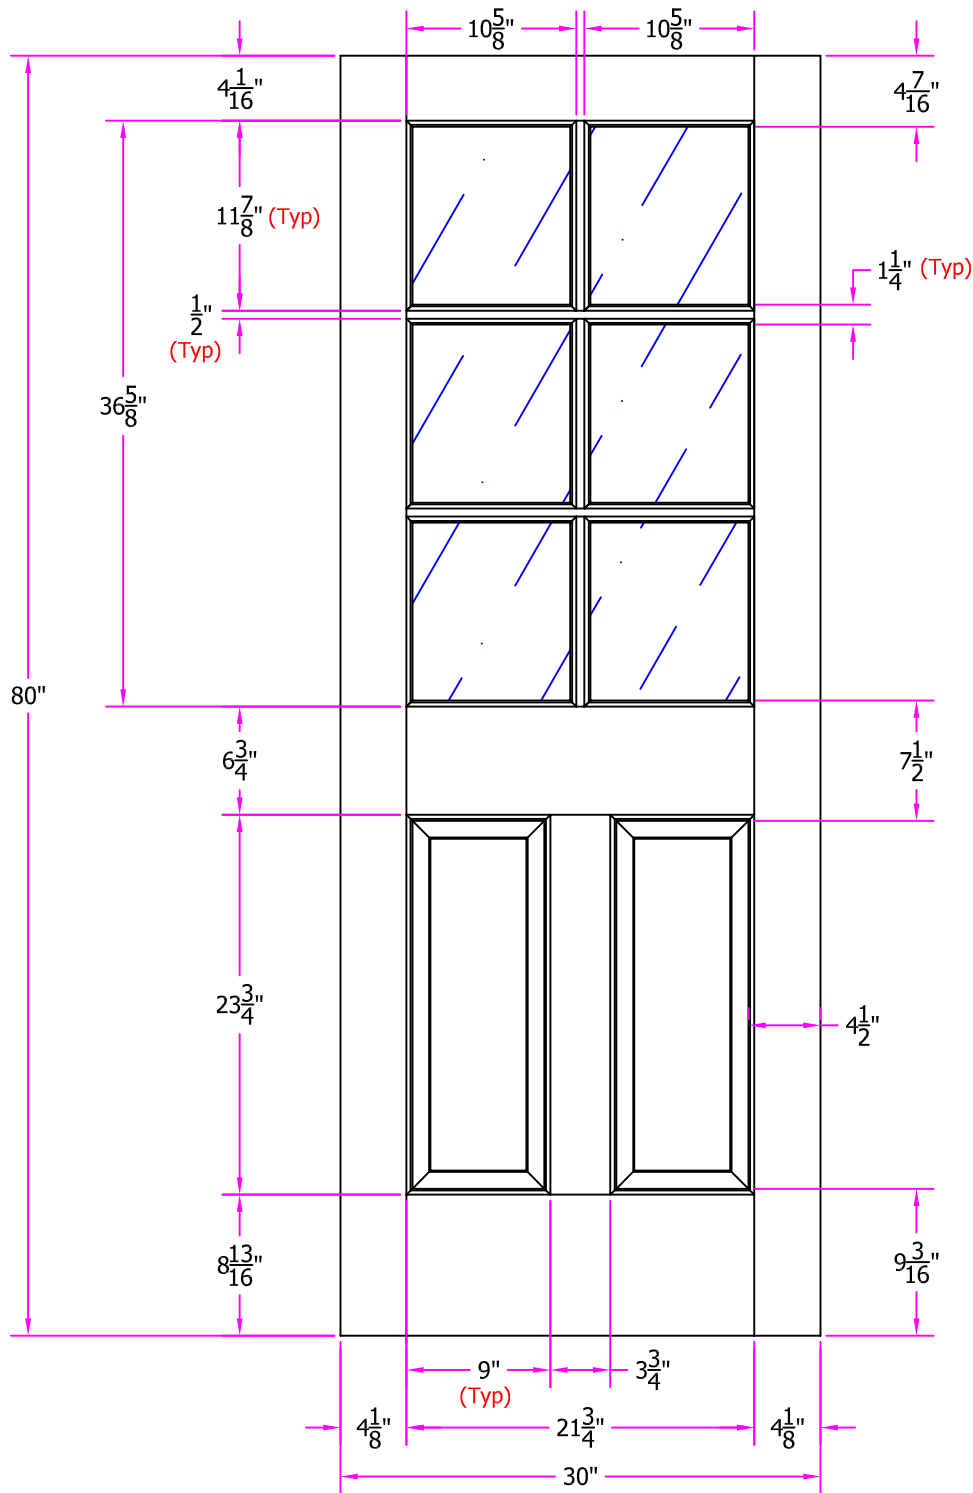 10 5/8" 10 5/8"
4 1/16" 4 7/16"
11 7/8" (Typ)
1 1/4" (Typ)
1/2"
(Typ)
36 5/8"
80"
6 3/4" 7 1/2"
23 3/4"
4 1/2"
8 13/16" 9 3/16"
9" 3 3/4"
(Typ)
4 1/8" 21 3/4" 4 1/8"
30"